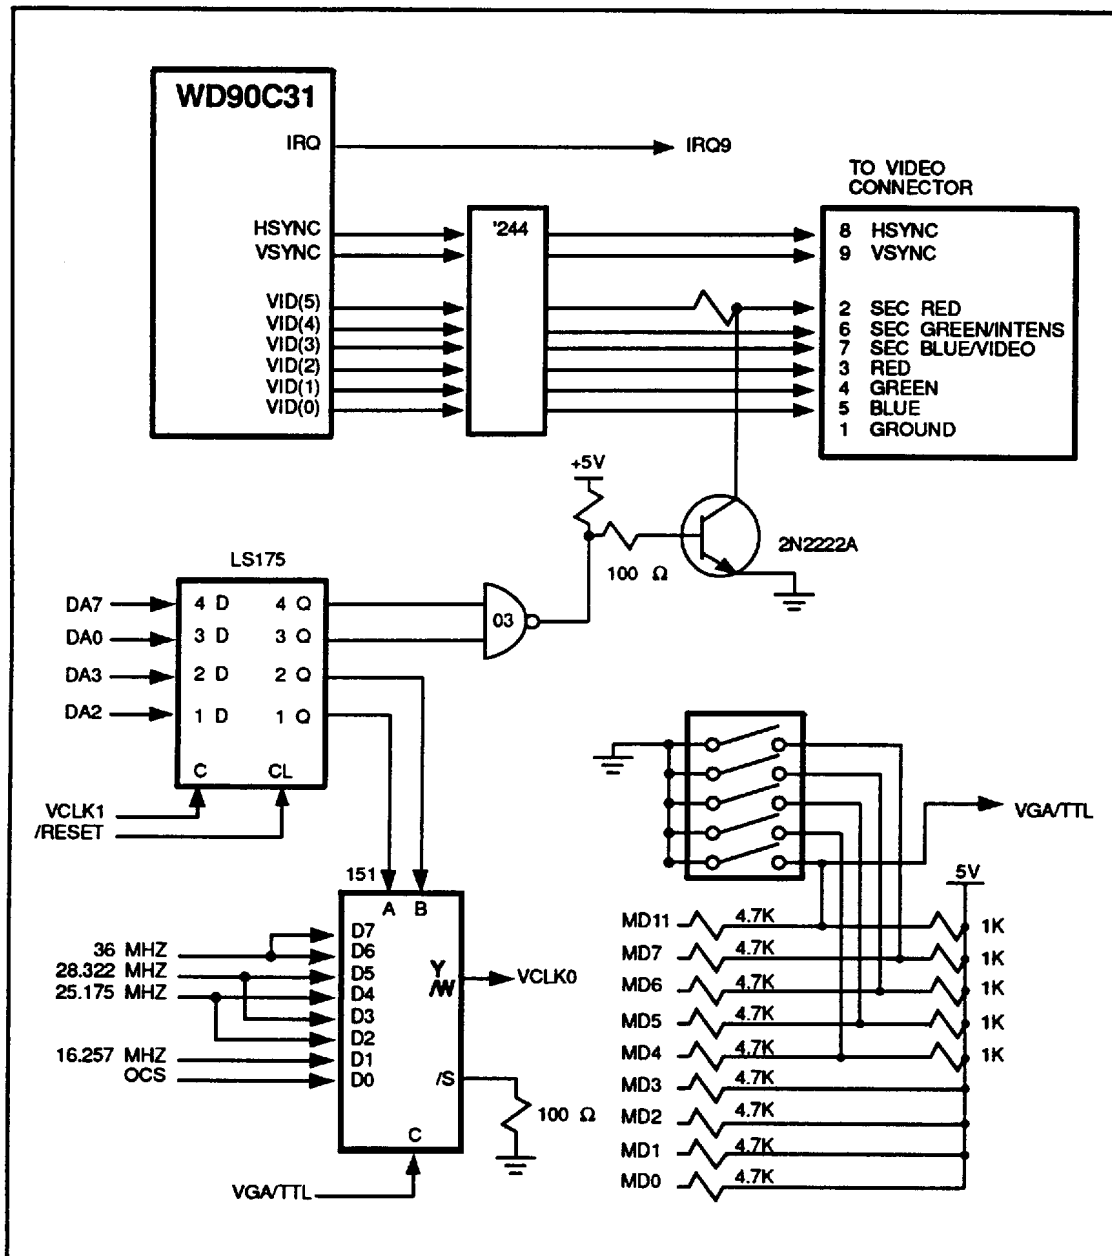 WD90C31
IRQ
IRQ9
TO VIDEO
CONNECTOR
HSYNC
'244
8 HSYNC
VSYNC
9 VSYNC
VID(5)
2 SEC RED
VID(4)
6 SEC GREEN/INTENS
VID(3)
7 SEC BLUE/VIDEO
VID(2)
3 RED
VID(1)
4 GREEN
VID(0)
5 BLUE
1 GROUND
+5V
2N2222A
100 Ω
LS175
DA7
4 D
4 Q
03
DA0
3 D
3 Q
DA3
2 D
2 Q
DA2
1 D
1 Q
C
CL
VCLK1
/RESET
VGA/TTL
5V
151
A
B
36 MHZ
28.322 MHZ
25.175 MHZ
16.257 MHZ
OCS
D7
D6
D5
D4
D3
D2
D1
D0
Y
/W
VCLK0
/S
100 Ω
C
VGA/TTL
MD11 4.7K 1K
MD7 4.7K 1K
MD6 4.7K 1K
MD5 4.7K 1K
MD4 4.7K 1K
MD3 4.7K
MD2 4.7K
MD1 4.7K
MD0 4.7K